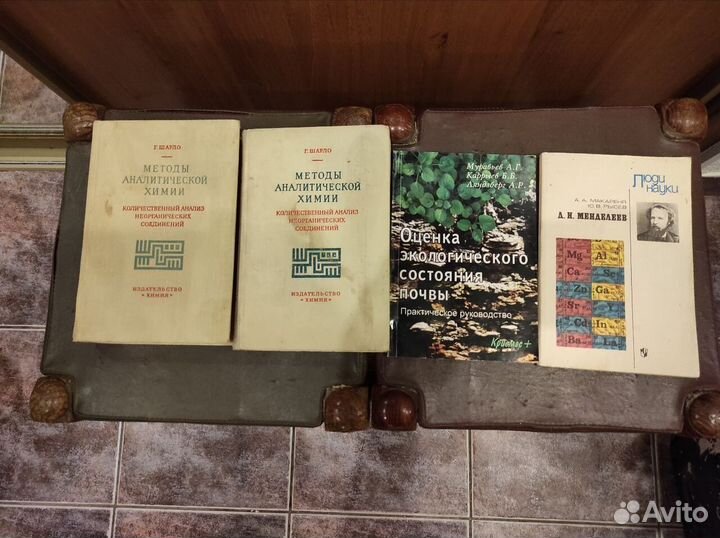 Г. ШАРЛО
МЕТОДЫ
АНАЛИТИЧЕСКОЙ
ХИМИИ
КОЛИЧЕСТВЕННЫЙ АНАЛИЗ
НЕОРГАНИЧЕСКИХ
СОЕДИНЕНИЙ
ИЗДАТЕЛЬСТВО
«ХИМИЯ»
Г. ШАРЛО
МЕТОДЫ
АНАЛИТИЧЕСКОЙ
ХИМИИ
КОЛИЧЕСТВЕННЫЙ АНАЛИЗ
НЕОРГАНИЧЕСКИХ
СОЕДИНЕНИЙ
ИЗДАТЕЛЬСТВО
«ХИМИЯ»
Муравьев А.Г.
Каррыев Б.Б.
Ляндзберг А.Р.
Оценка
экологического
состояния
почвы
Практическое руководство
Крисмас+
Люди
науки
А. А. МАКАРЕНЯ
Ю. В. РЫСЕВ
Д. И. МЕНДЕЛЕЕВ
Mg Al
Ca Sc
Zn Ga
Sr
Cd In
Ba La
Avito